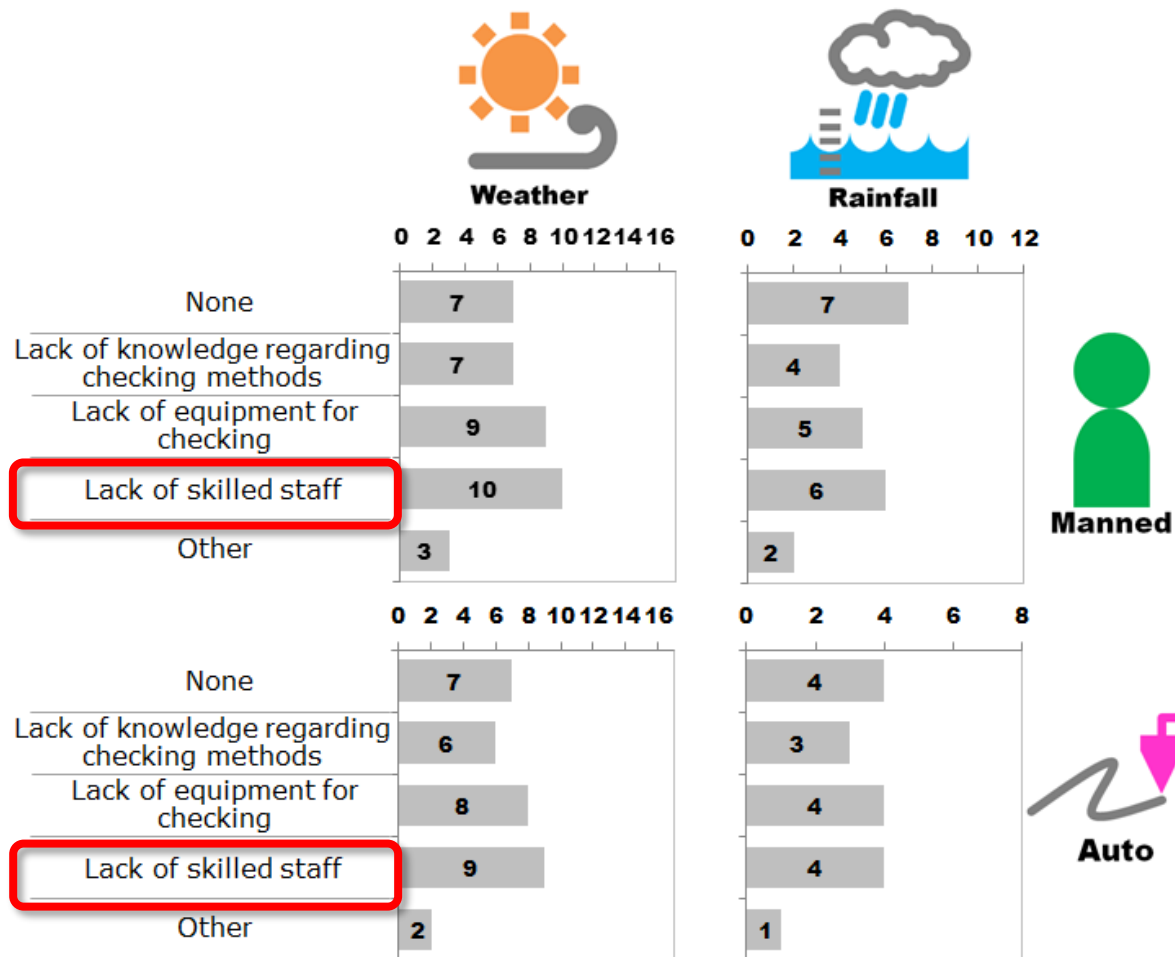 Weather
Rainfall
0 2 4 6 8 10 12 14 16
0 2 4 6 8 10 12
None
7
7
Lack of knowledge regarding
checking methods
7
4
Lack of equipment for
checking
9
5
Lack of skilled staff
10
6
Other
3
2
Manned
0 2 4 6 8 10 12 14 16
0 2 4 6 8
None
7
4
Lack of knowledge regarding
checking methods
6
3
Lack of equipment for
checking
8
4
Lack of skilled staff
9
4
Other
2
1
Auto